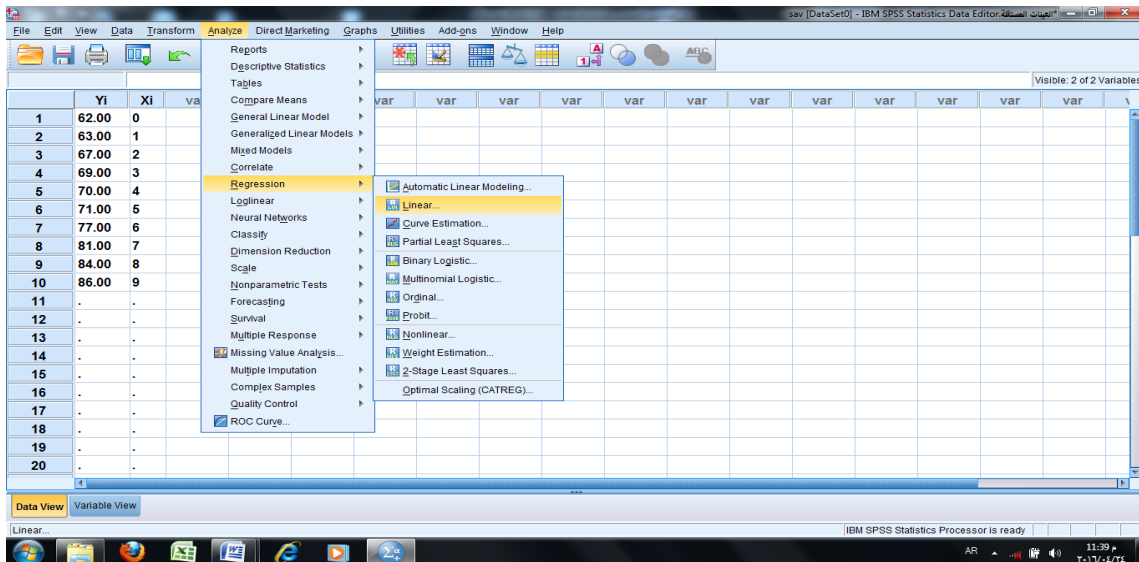 sav [DataSet0] - IBM SPSS Statistics Data Editor.العينات المستقلة*
File Edit View Data Transform Analyze Direct Marketing Graphs Utilities Add-ons Window Help
Visible: 2 of 2 Variables
Yi Xi va var var var var var var var var var var var
1 62.00 0
2 63.00 1
3 67.00 2
4 69.00 3
5 70.00 4
6 71.00 5
7 77.00 6
8 81.00 7
9 84.00 8
10 86.00 9
11 . .
12 . .
13 . .
14 . .
15 . .
16 . .
17 . .
18 . .
19 . .
20 . .
Reports
Descriptive Statistics
Tables
Compare Means
General Linear Model
Generalized Linear Models
Mixed Models
Correlate
Regression
Loglinear
Neural Networks
Classify
Dimension Reduction
Scale
Nonparametric Tests
Forecasting
Survival
Multiple Response
Missing Value Analysis...
Multiple Imputation
Complex Samples
Quality Control
ROC Curve...
Automatic Linear Modeling...
Linear...
Curve Estimation...
Partial Least Squares...
Binary Logistic...
Multinomial Logistic...
Ordinal...
Probit...
Nonlinear...
Weight Estimation...
2-Stage Least Squares...
Optimal Scaling (CATREG)...
Data View Variable View
Linear... IBM SPSS Statistics Processor is ready
AR 11:39 م
٢٠١٦/٠٤/٢٤